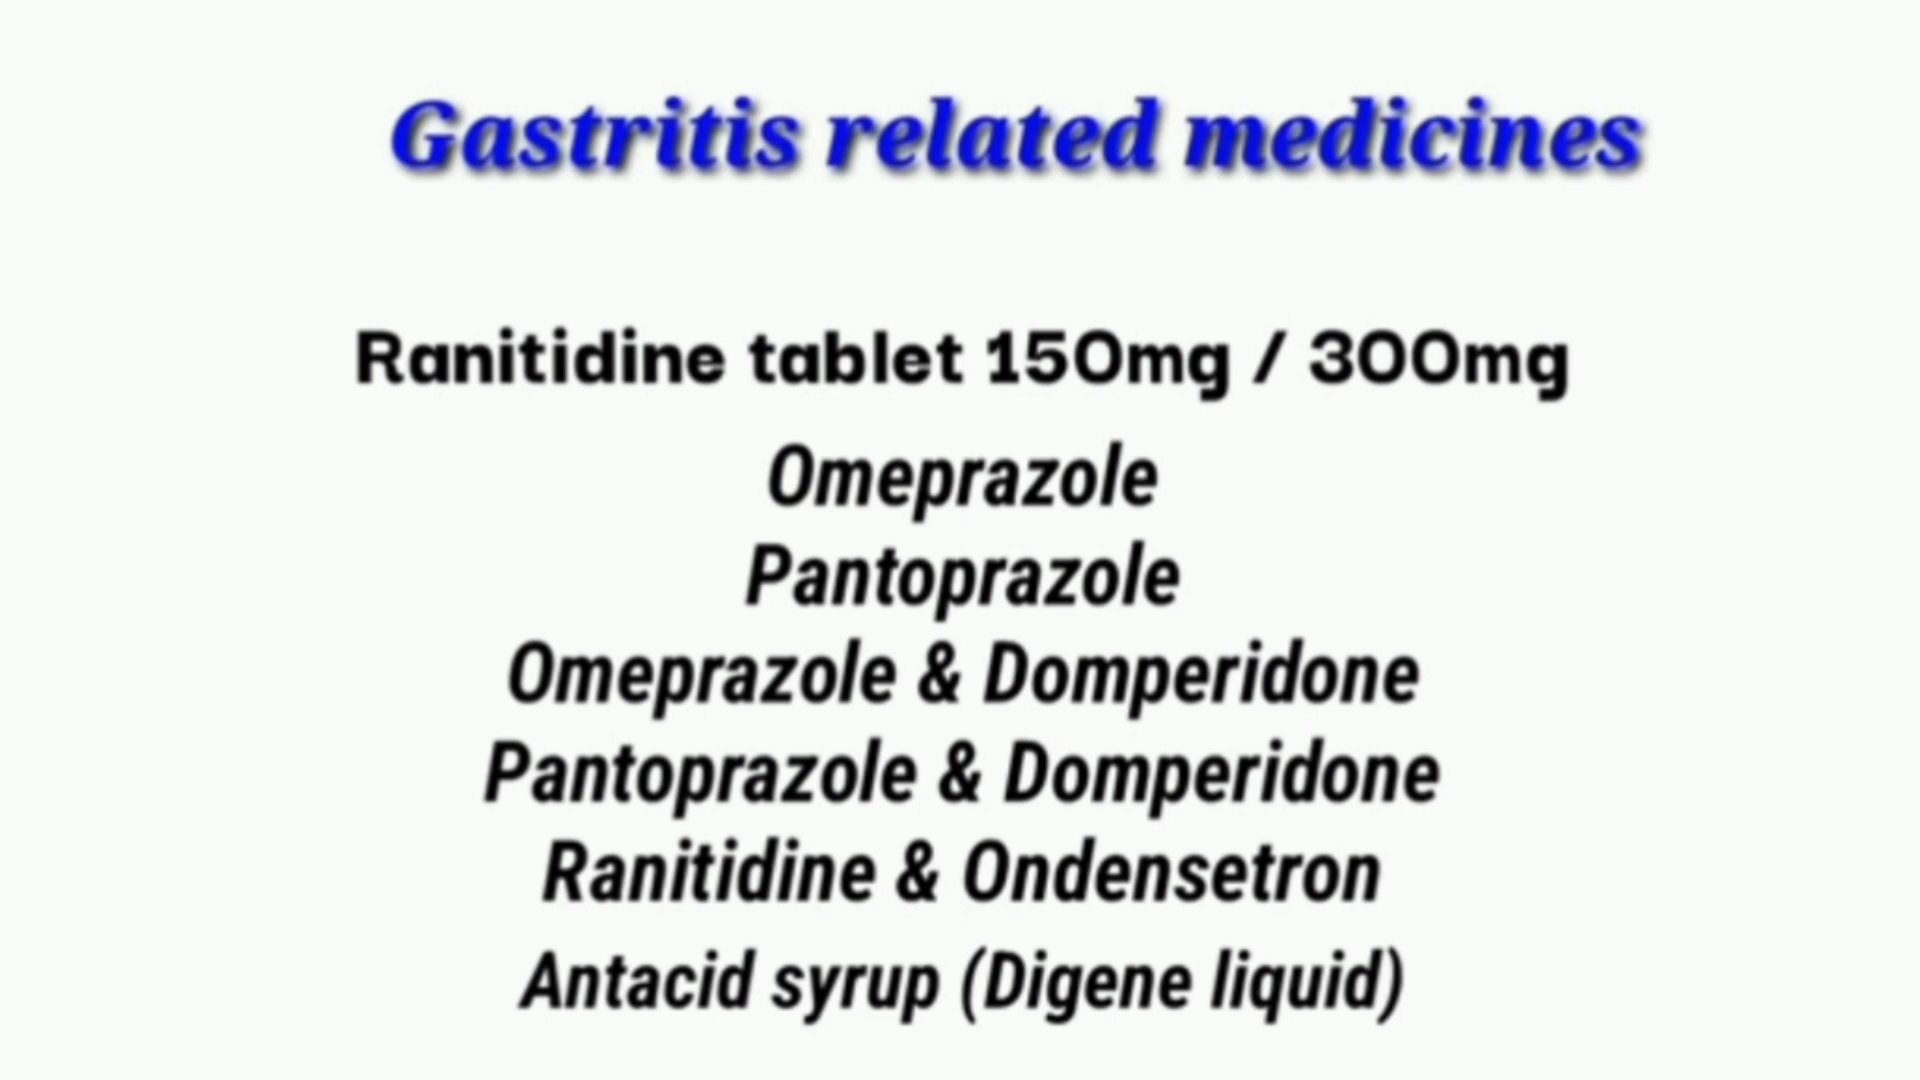 Gastritis related medicines
Ranitidine tablet 150mg / 300mg
Omeprazole
Pantoprazole
Omeprazole & Domperidone
Pantoprazole & Domperidone
Ranitidine & Ondensetron
Antacid syrup (Digene liquid)